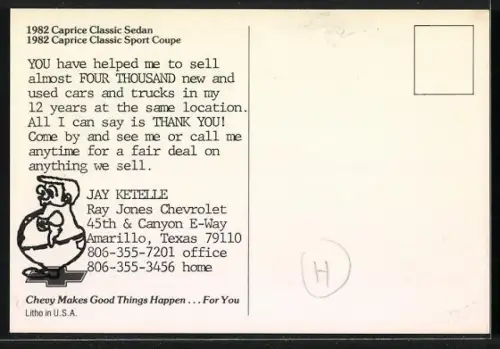 1982 Caprice Classic Sedan
1982 Caprice Classic Sport Coupe
YOU have helped me to sell
almost FOUR THOUSAND new and
used cars and trucks in my
12 years at the same location.
All I can say is THANK YOU!
Come by and see me or call me
anytime for a fair deal on
anything we sell.
JAY KETELLE
Ray Jones Chevrolet
45th & Canyon E-Way
Amarillo, Texas 79110
806-355-7201 office
806-355-3456 home
Chevy Makes Good Things Happen . . . For You
Litho in U.S.A.
H